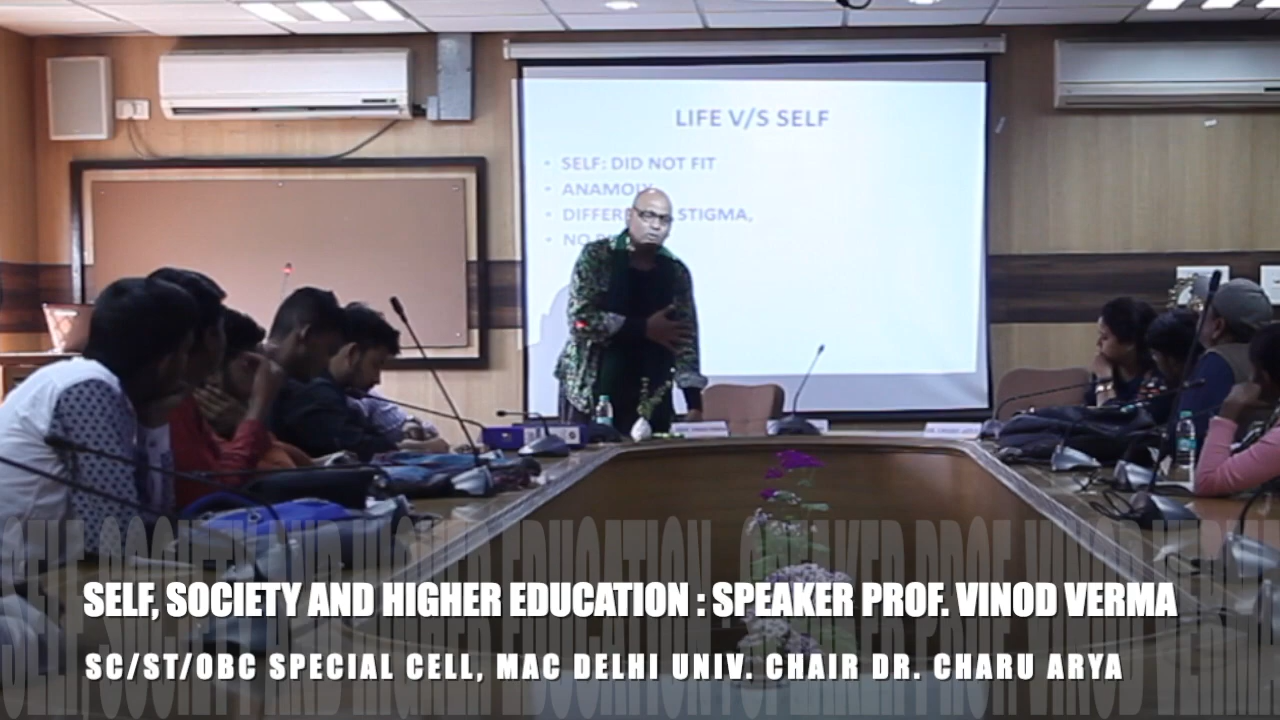 LIFE V/S SELF
• SELF: DID NOT FIT
• ANAMOLY
• STIGMA,
• NO
SELF, SOCIETY AND HIGHER EDUCATION : SPEAKER PROF. VINOD VERMA
SC/ST/OBC SPECIAL CELL, MAC DELHI UNIV. CHAIR DR. CHARU ARYA